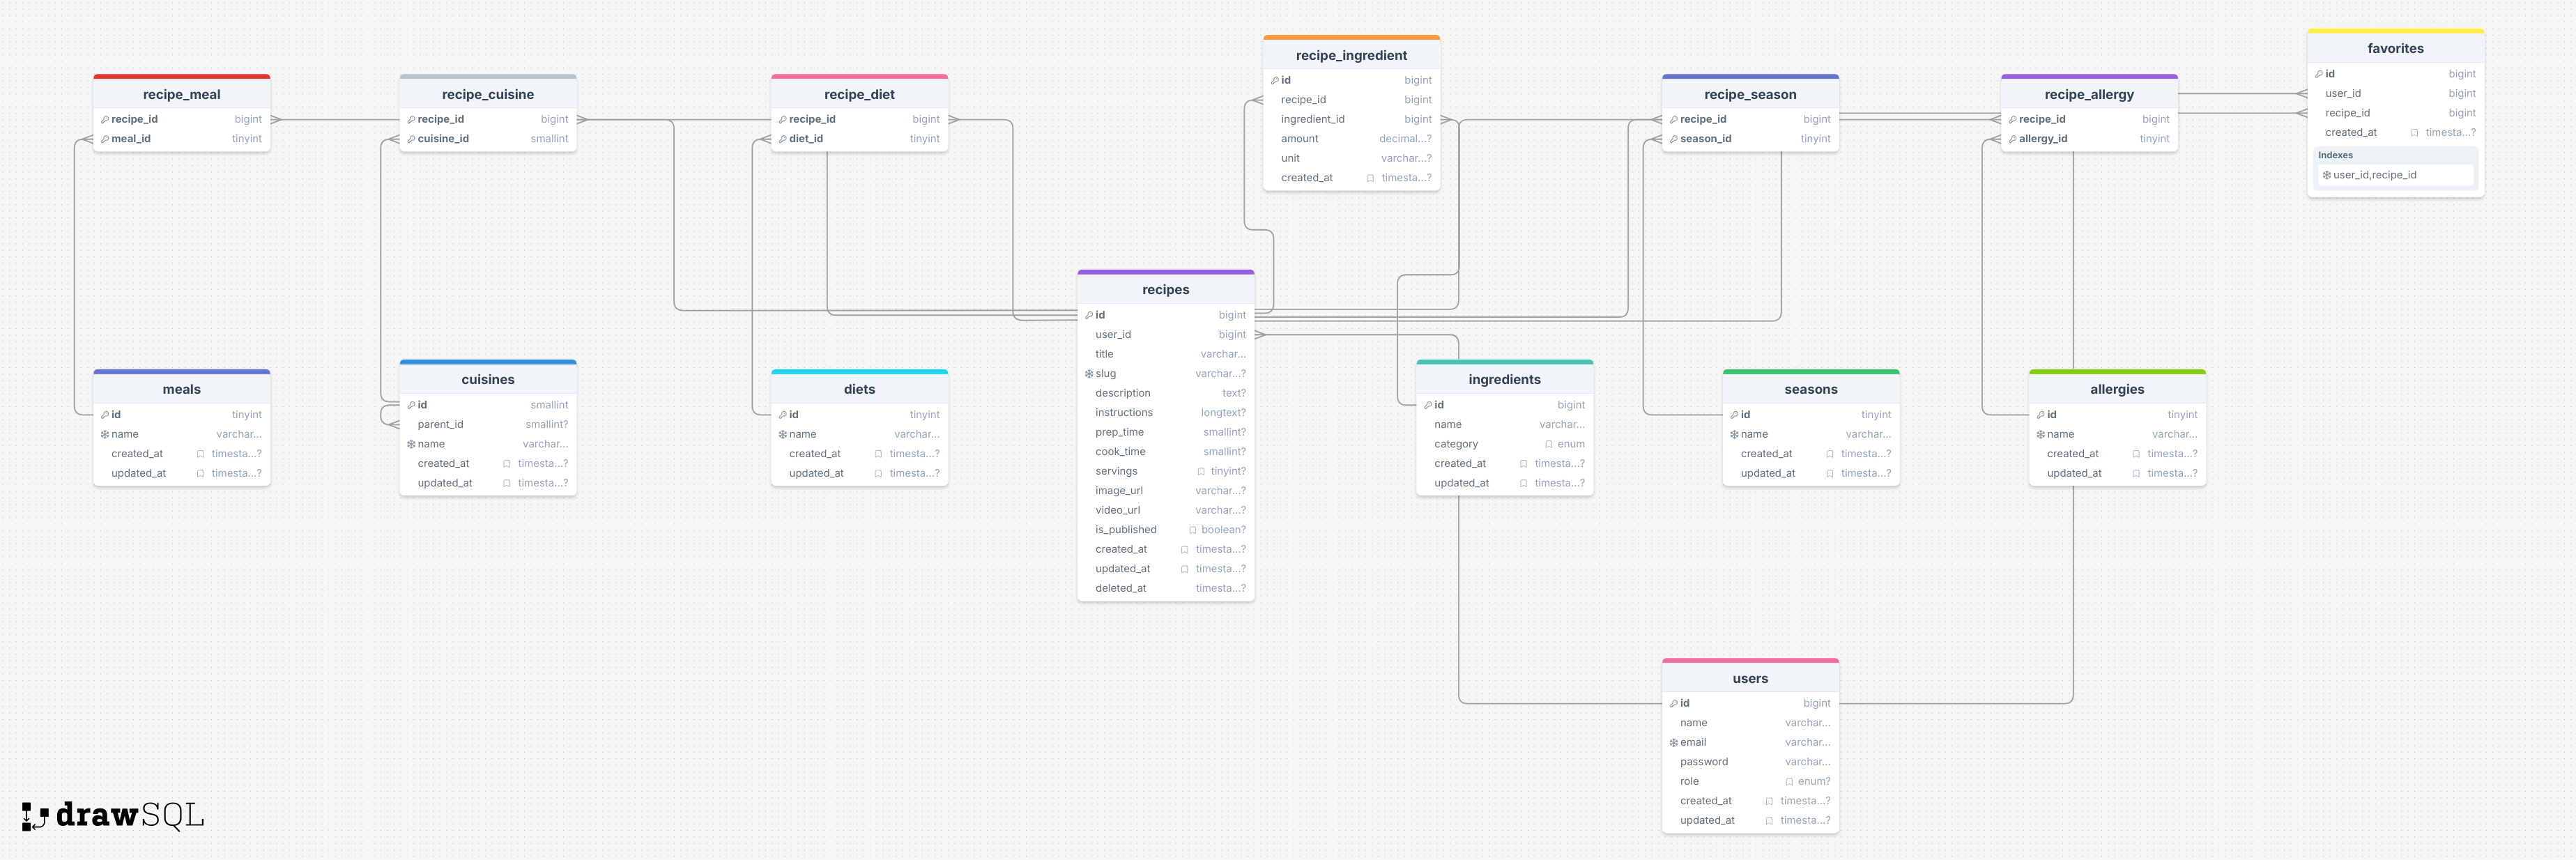 recipe_meal
recipe_id bigint
meal_id tinyint
recipe_cuisine
recipe_id bigint
cuisine_id smallint
recipe_diet
recipe_id bigint
diet_id tinyint
recipe_ingredient
id bigint
recipe_id bigint
ingredient_id bigint
amount decimal...?
unit varchar...?
created_at timesta...?
recipe_season
recipe_id bigint
season_id tinyint
recipe_allergy
recipe_id bigint
allergy_id tinyint
favorites
id bigint
user_id bigint
recipe_id bigint
created_at timesta...?
Indexes
user_id,recipe_id
meals
id tinyint
name varchar...
created_at timesta...?
updated_at timesta...?
cuisines
id smallint
parent_id smallint?
name varchar...
created_at timesta...?
updated_at timesta...?
diets
id tinyint
name varchar...
created_at timesta...?
updated_at timesta...?
recipes
id bigint
user_id bigint
title varchar...
slug varchar...?
description text?
instructions longtext?
prep_time smallint?
cook_time smallint?
servings tinyint?
image_url varchar...?
video_url varchar...?
is_published boolean?
created_at timesta...?
updated_at timesta...?
deleted_at timesta...?
ingredients
id bigint
name varchar...
category enum
created_at timesta...?
updated_at timesta...?
seasons
id tinyint
name varchar...
created_at timesta...?
updated_at timesta...?
allergies
id tinyint
name varchar...
created_at timesta...?
updated_at timesta...?
users
id bigint
name varchar...
email varchar...
password varchar...
role enum?
created_at timesta...?
updated_at timesta...?
drawSQL